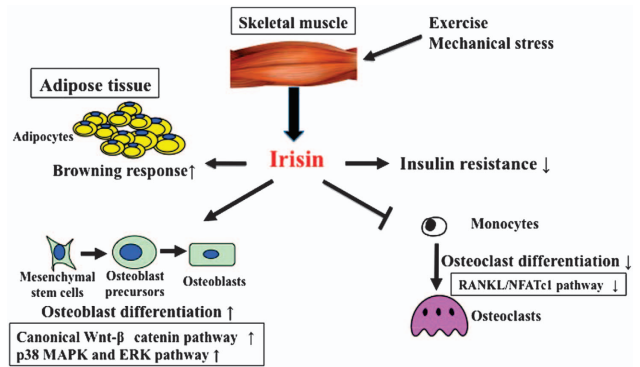 Skeletal muscle
Exercise
Mechanical stress
Adipose tissue
Adipocytes
Browning response↑
Irisin
Insulin resistance ↓
Mesenchymal
stem cells
Osteoblast
precursors
Osteoblasts
Osteoblast differentiation ↑
Canonical Wnt-β catenin pathway ↑
p38 MAPK and ERK pathway ↑
Monocytes
Osteoclast differentiation ↓
RANKL/NFATc1 pathway ↓
Osteoclasts